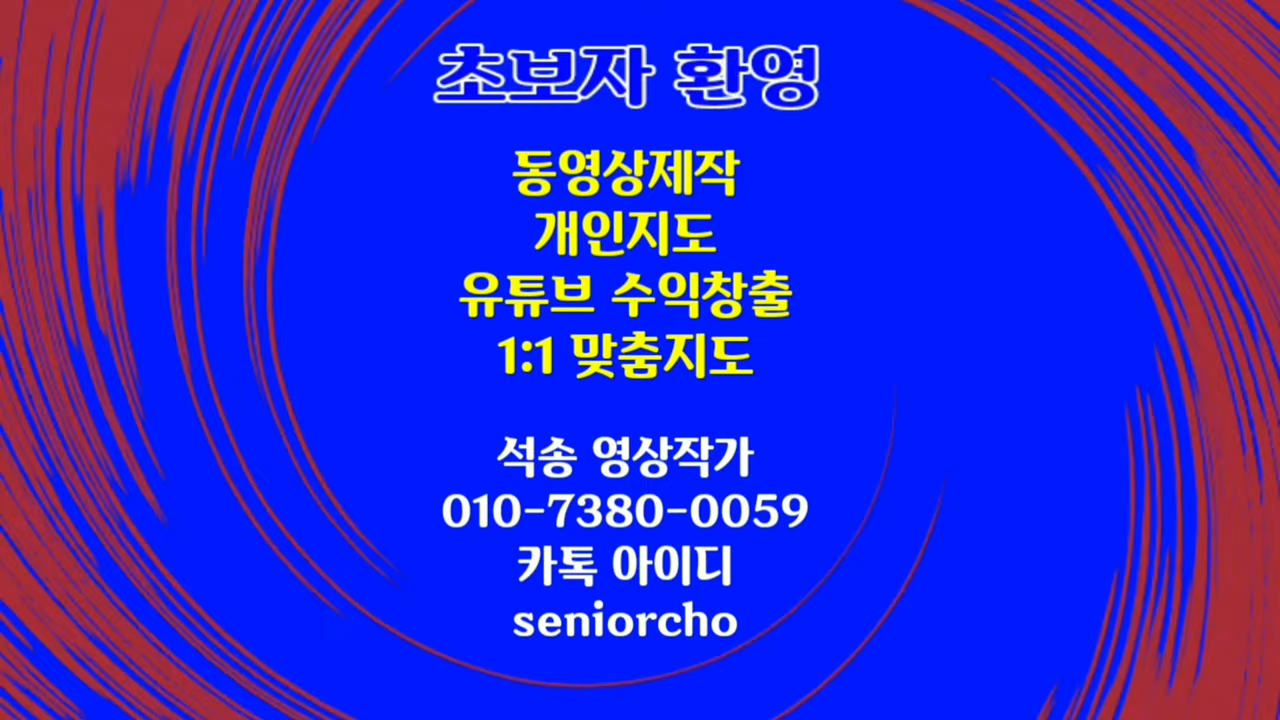 초보자 환영
동영상제작
개인지도
유튜브 수익창출
1:1 맞춤지도
석송 영상작가
010-7380-0059
카톡 아이디
seniorcho